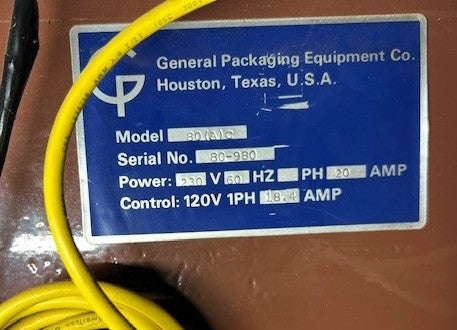 General Packaging Equipment Co.
Houston, Texas, U.S.A.
Model 80(A)C
Serial No. 80-980
Power: 230 V 60 HZ PH 20 AMP
Control: 120V 1PH 18.4 AMP